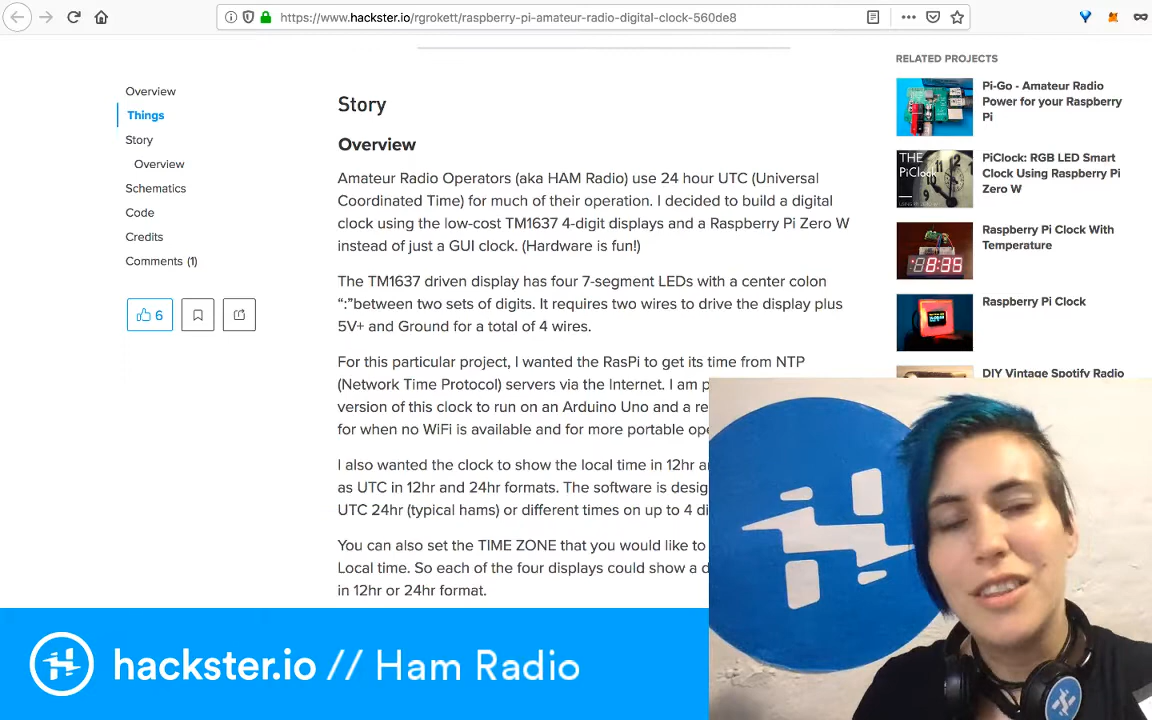 https://www.hackster.io/rgrokett/raspberry-pi-amateur-radio-digital-clock-560de8
Overview
Things
Story
Overview
Schematics
Code
Credits
Comments (1)
6
Story
Overview
Amateur Radio Operators (aka HAM Radio) use 24 hour UTC (Universal
Coordinated Time) for much of their operation. I decided to build a digital
clock using the low-cost TM1637 4-digit displays and a Raspberry Pi Zero W
instead of just a GUI clock. (Hardware is fun!)
The TM1637 driven display has four 7-segment LEDs with a center colon
“:”between two sets of digits. It requires two wires to drive the display plus
5V+ and Ground for a total of 4 wires.
For this particular project, I wanted the RasPi to get its time from NTP
(Network Time Protocol) servers via the Internet. I am p
version of this clock to run on an Arduino Uno and a re
for when no WiFi is available and for more portable ope
I also wanted the clock to show the local time in 12hr a
as UTC in 12hr and 24hr formats. The software is desig
UTC 24hr (typical hams) or different times on up to 4 di
You can also set the TIME ZONE that you would like to
Local time. So each of the four displays could show a d
in 12hr or 24hr format.
RELATED PROJECTS
Pi-Go - Amateur Radio
Power for your Raspberry
Pi
THE
PiClock
PiClock: RGB LED Smart
Clock Using Raspberry Pi
Zero W
8:35
Raspberry Pi Clock With
Temperature
Raspberry Pi Clock
DIY Vintage Spotify Radio
hackster.io // Ham Radio